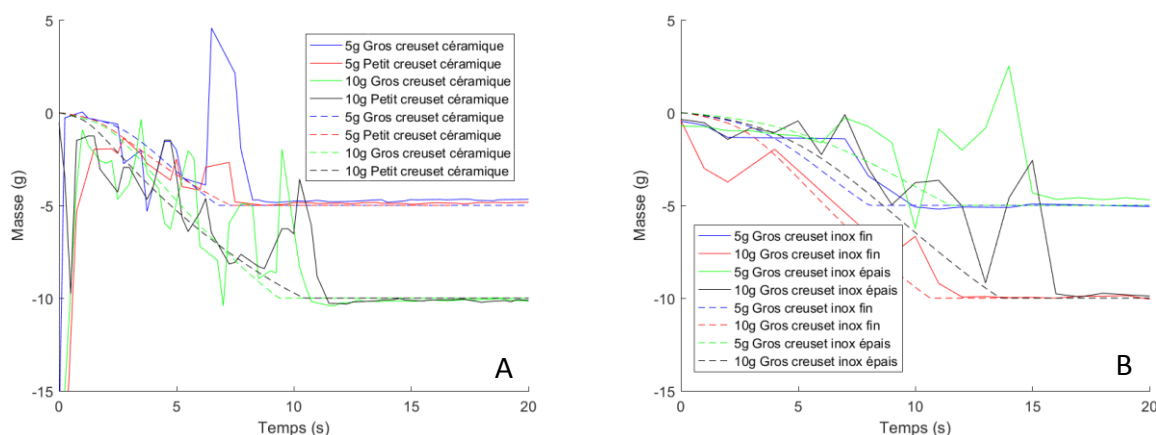 5
0
-5
-10
-15
Masse (g)
0
5
10
15
20
Temps (s)
5g Gros creuset céramique
5g Petit creuset céramique
10g Gros creuset céramique
10g Petit creuset céramique
5g Gros creuset céramique
5g Petit creuset céramique
10g Gros creuset céramique
10g Petit creuset céramique
A
5
0
-5
-10
-15
Masse (g)
0
5
10
15
20
Temps (s)
5g Gros creuset inox fin
10g Gros creuset inox fin
5g Gros creuset inox épais
10g Gros creuset inox épais
5g Gros creuset inox fin
10g Gros creuset inox fin
5g Gros creuset inox épais
10g Gros creuset inox épais
B